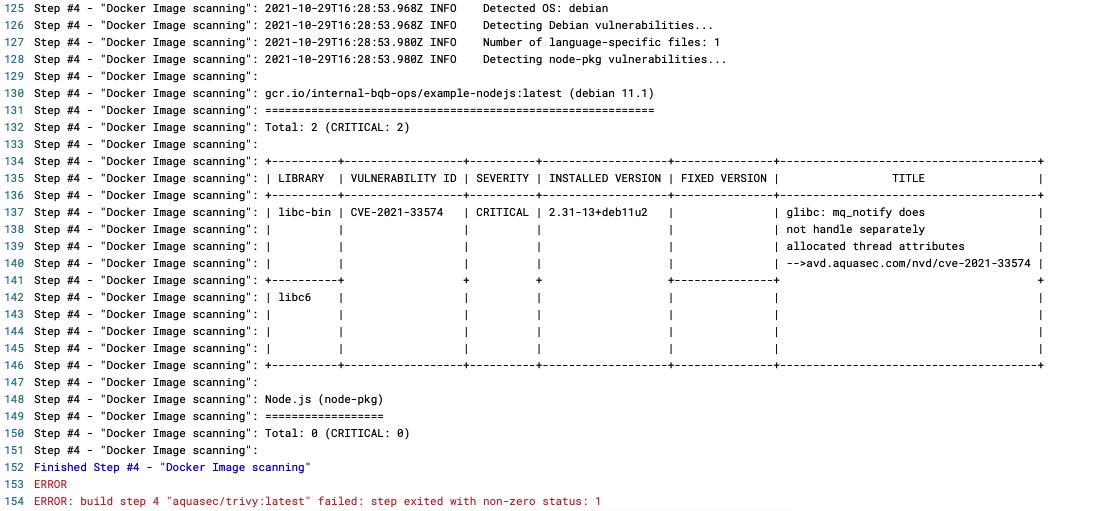 125 Step #4 - "Docker Image scanning": 2021-10-29T16:28:53.968Z INFO    Detected OS: debian
126 Step #4 - "Docker Image scanning": 2021-10-29T16:28:53.968Z INFO    Detecting Debian vulnerabilities...
127 Step #4 - "Docker Image scanning": 2021-10-29T16:28:53.980Z INFO    Number of language-specific files: 1
128 Step #4 - "Docker Image scanning": 2021-10-29T16:28:53.980Z INFO    Detecting node-pkg vulnerabilities...
129 Step #4 - "Docker Image scanning":
130 Step #4 - "Docker Image scanning": gcr.io/internal-bqb-ops/example-nodejs:latest (debian 11.1)
131 Step #4 - "Docker Image scanning": ===========================================================
132 Step #4 - "Docker Image scanning": Total: 2 (CRITICAL: 2)
133 Step #4 - "Docker Image scanning":
134 Step #4 - "Docker Image scanning": +----------+------------------+----------+-------------------+---------------+---------------------------------------+
135 Step #4 - "Docker Image scanning": | LIBRARY  | VULNERABILITY ID | SEVERITY | INSTALLED VERSION | FIXED VERSION |                 TITLE                 |
136 Step #4 - "Docker Image scanning": +----------+------------------+----------+-------------------+---------------+---------------------------------------+
137 Step #4 - "Docker Image scanning": | libc-bin | CVE-2021-33574   | CRITICAL | 2.31-13+deb11u2   |               | glibc: mq_notify does                 |
138 Step #4 - "Docker Image scanning": |          |                  |          |                   |               | not handle separately                 |
139 Step #4 - "Docker Image scanning": |          |                  |          |                   |               | allocated thread attributes           |
140 Step #4 - "Docker Image scanning": |          |                  |          |                   |               | -->avd.aquasec.com/nvd/cve-2021-33574 |
141 Step #4 - "Docker Image scanning": +----------+                  +          +                   +---------------+                                       +
142 Step #4 - "Docker Image scanning": | libc6    |                  |          |                   |               |                                       |
143 Step #4 - "Docker Image scanning": |          |                  |          |                   |               |                                       |
144 Step #4 - "Docker Image scanning": |          |                  |          |                   |               |                                       |
145 Step #4 - "Docker Image scanning": |          |                  |          |                   |               |                                       |
146 Step #4 - "Docker Image scanning": +----------+------------------+----------+-------------------+---------------+---------------------------------------+
147 Step #4 - "Docker Image scanning":
148 Step #4 - "Docker Image scanning": Node.js (node-pkg)
149 Step #4 - "Docker Image scanning": ==================
150 Step #4 - "Docker Image scanning": Total: 0 (CRITICAL: 0)
151 Step #4 - "Docker Image scanning":
152 Finished Step #4 - "Docker Image scanning"
153 ERROR
154 ERROR: build step 4 "aquasec/trivy:latest" failed: step exited with non-zero status: 1